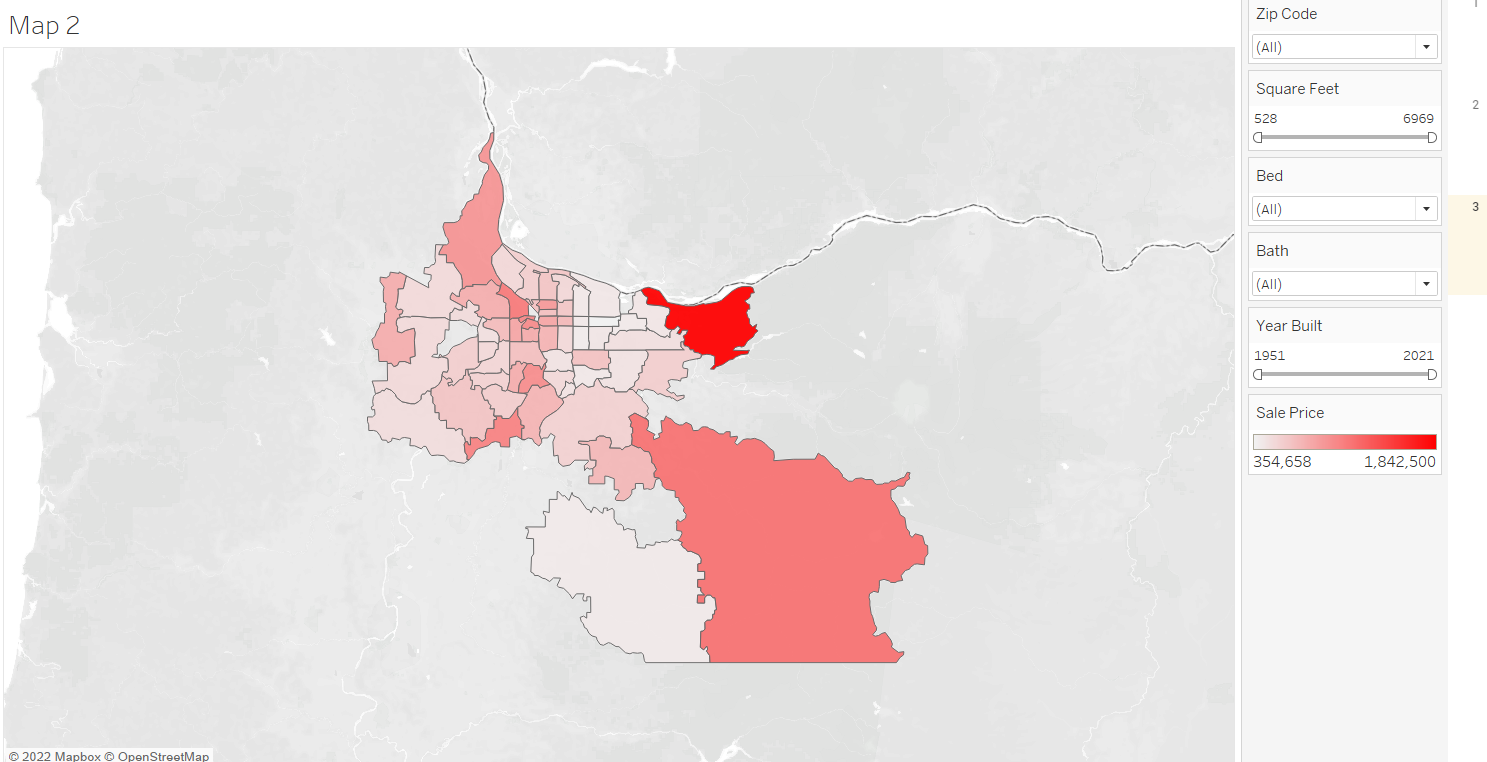 Map 2
Zip Code
(All)
Square Feet
528 6969
Bed
(All)
Bath
(All)
Year Built
1951 2021
Sale Price
354,658 1,842,500
2
3
© 2022 Mapbox © OpenStreetMap